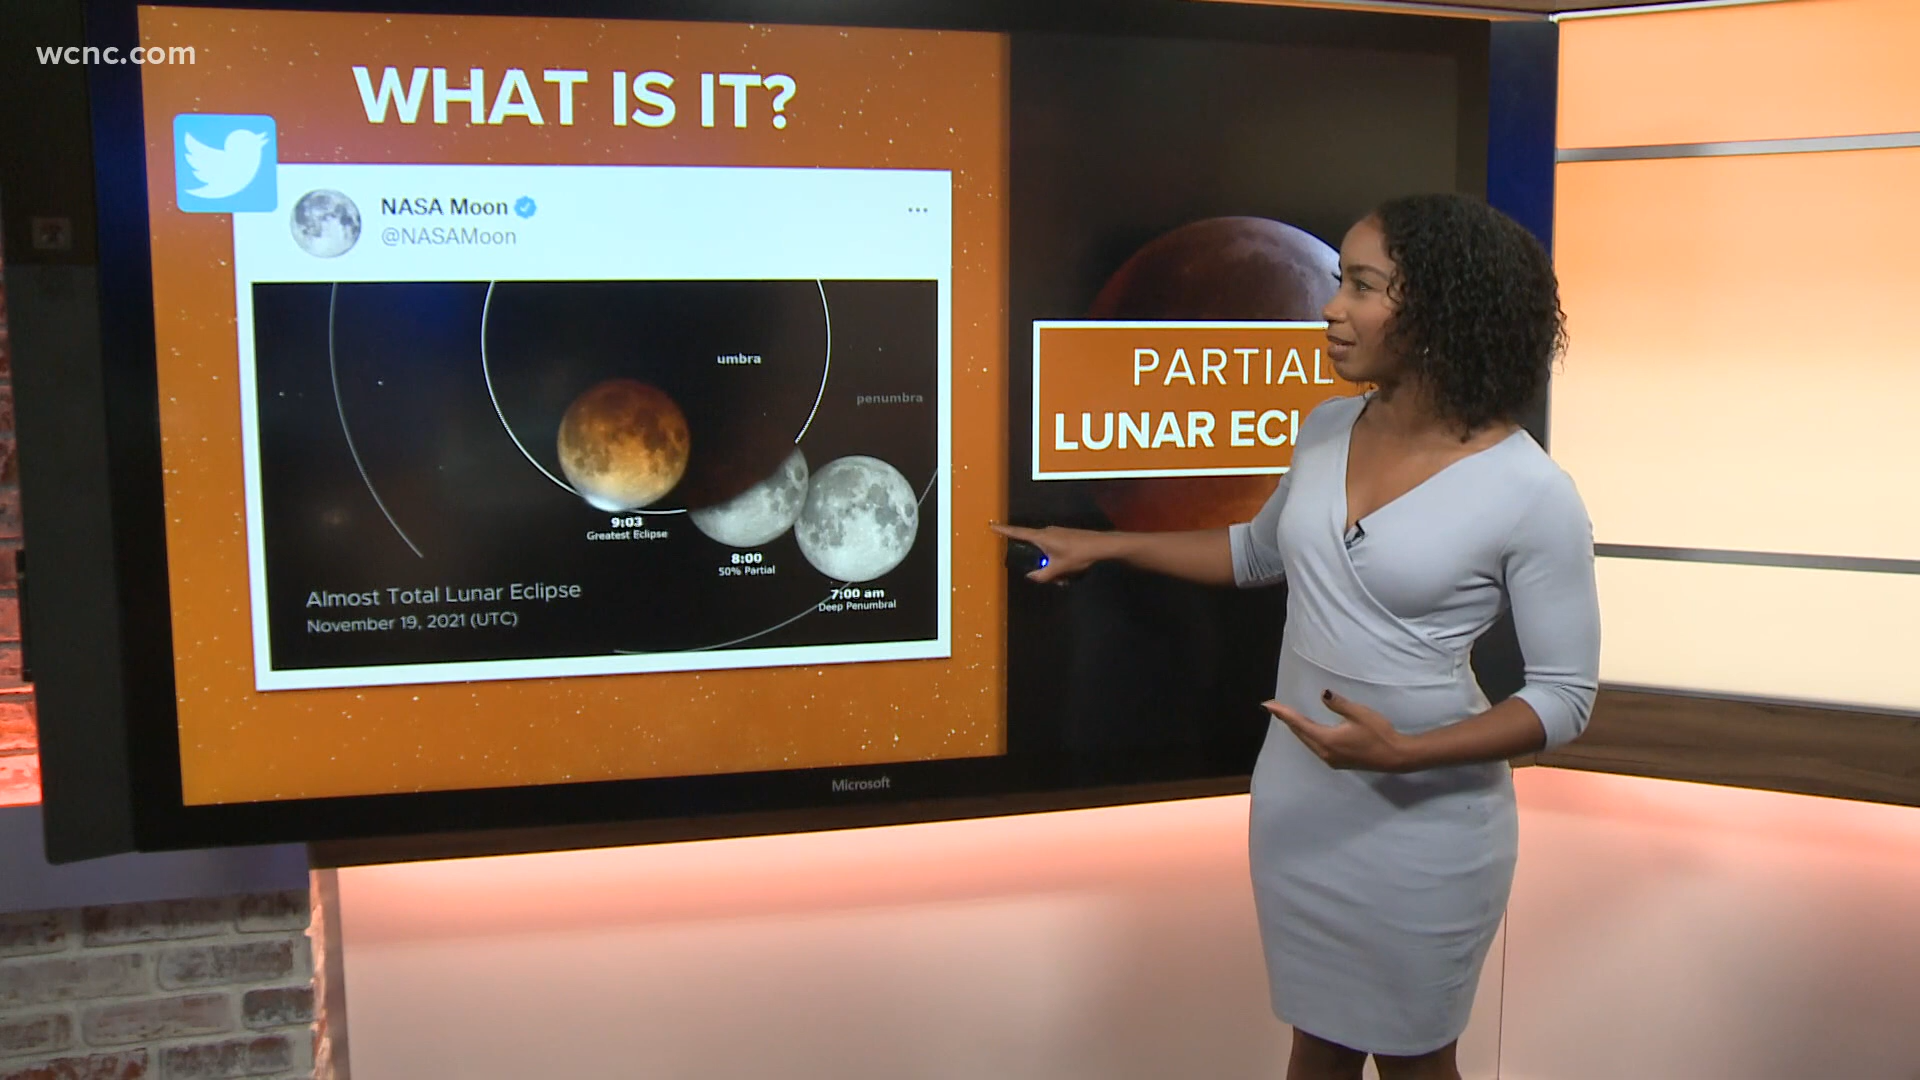 wcnc.com
WHAT IS IT?
NASA Moon
@NASAMoon
umbra
penumbra
9:03
Greatest Eclipse
8:00
50% Partial
7:00 am
Deep Penumbral
Almost Total Lunar Eclipse
November 19, 2021 (UTC)
PARTIAL
LUNAR ECL
Microsoft